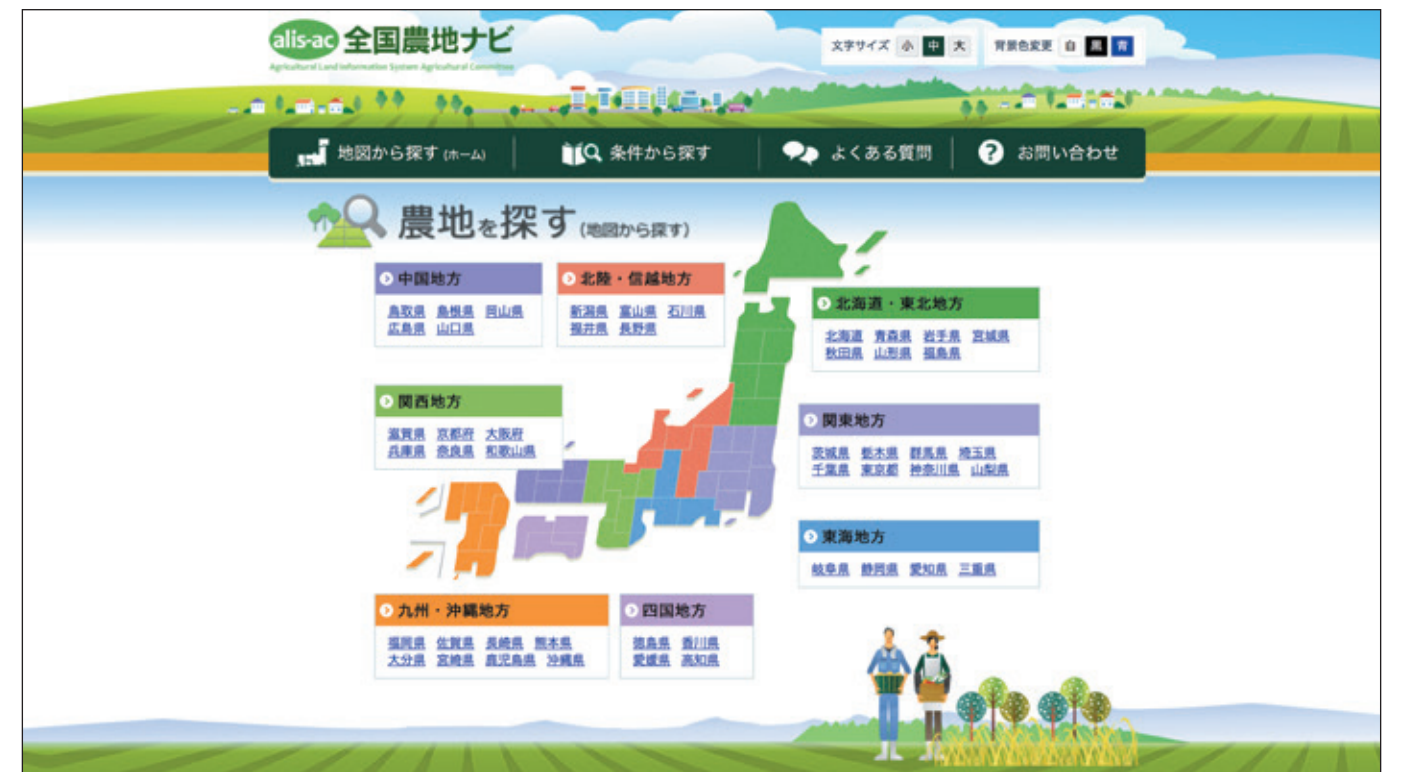 alis-ac 全国農地ナビ
Agricultural Land Information System Agricultural Committee
文字サイズ 小 中 大 背景色変更 白 黒 青
地図から探す (ホーム) 条件から探す よくある質問 ? お問い合わせ
農地を探す (地図から探す)
中国地方
鳥取県 島根県 岡山県
広島県 山口県
北陸・信越地方
新潟県 富山県 石川県
福井県 長野県
北海道・東北地方
北海道 青森県 岩手県 宮城県
秋田県 山形県 福島県
関西地方
滋賀県 京都府 大阪府
兵庫県 奈良県 和歌山県
関東地方
茨城県 栃木県 群馬県 埼玉県
千葉県 東京都 神奈川県 山梨県
東海地方
岐阜県 静岡県 愛知県 三重県
九州・沖縄地方
福岡県 佐賀県 長崎県 熊本県
大分県 宮崎県 鹿児島県 沖縄県
四国地方
徳島県 香川県
愛媛県 高知県